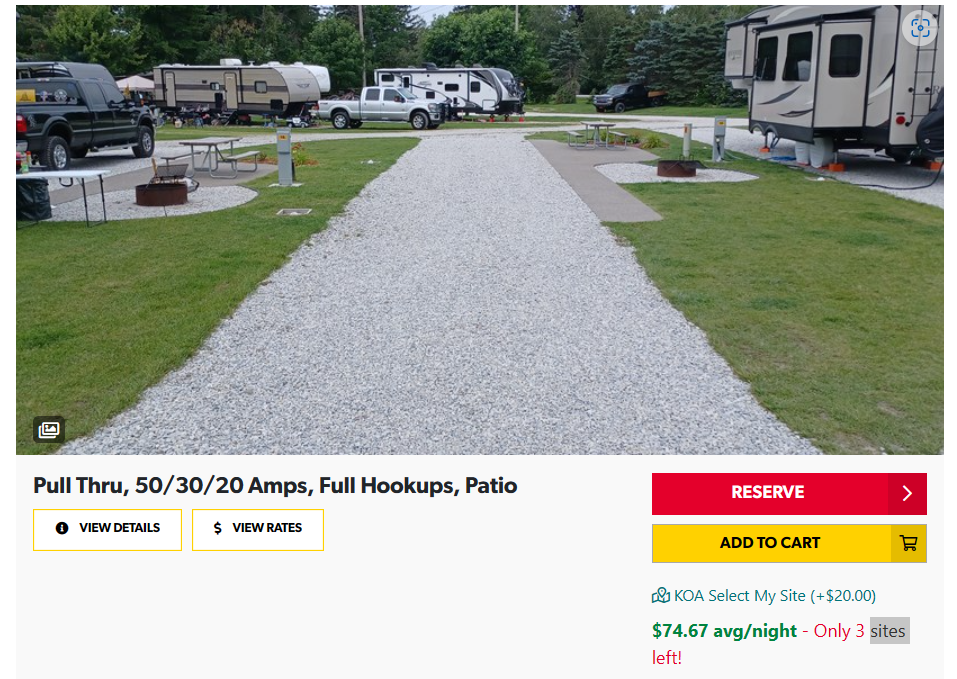 Pull Thru, 50/30/20 Amps, Full Hookups, Patio
VIEW DETAILS
$ VIEW RATES
RESERVE
ADD TO CART
KOA Select My Site (+$20.00)
$74.67 avg/night - Only 3 sites
left!